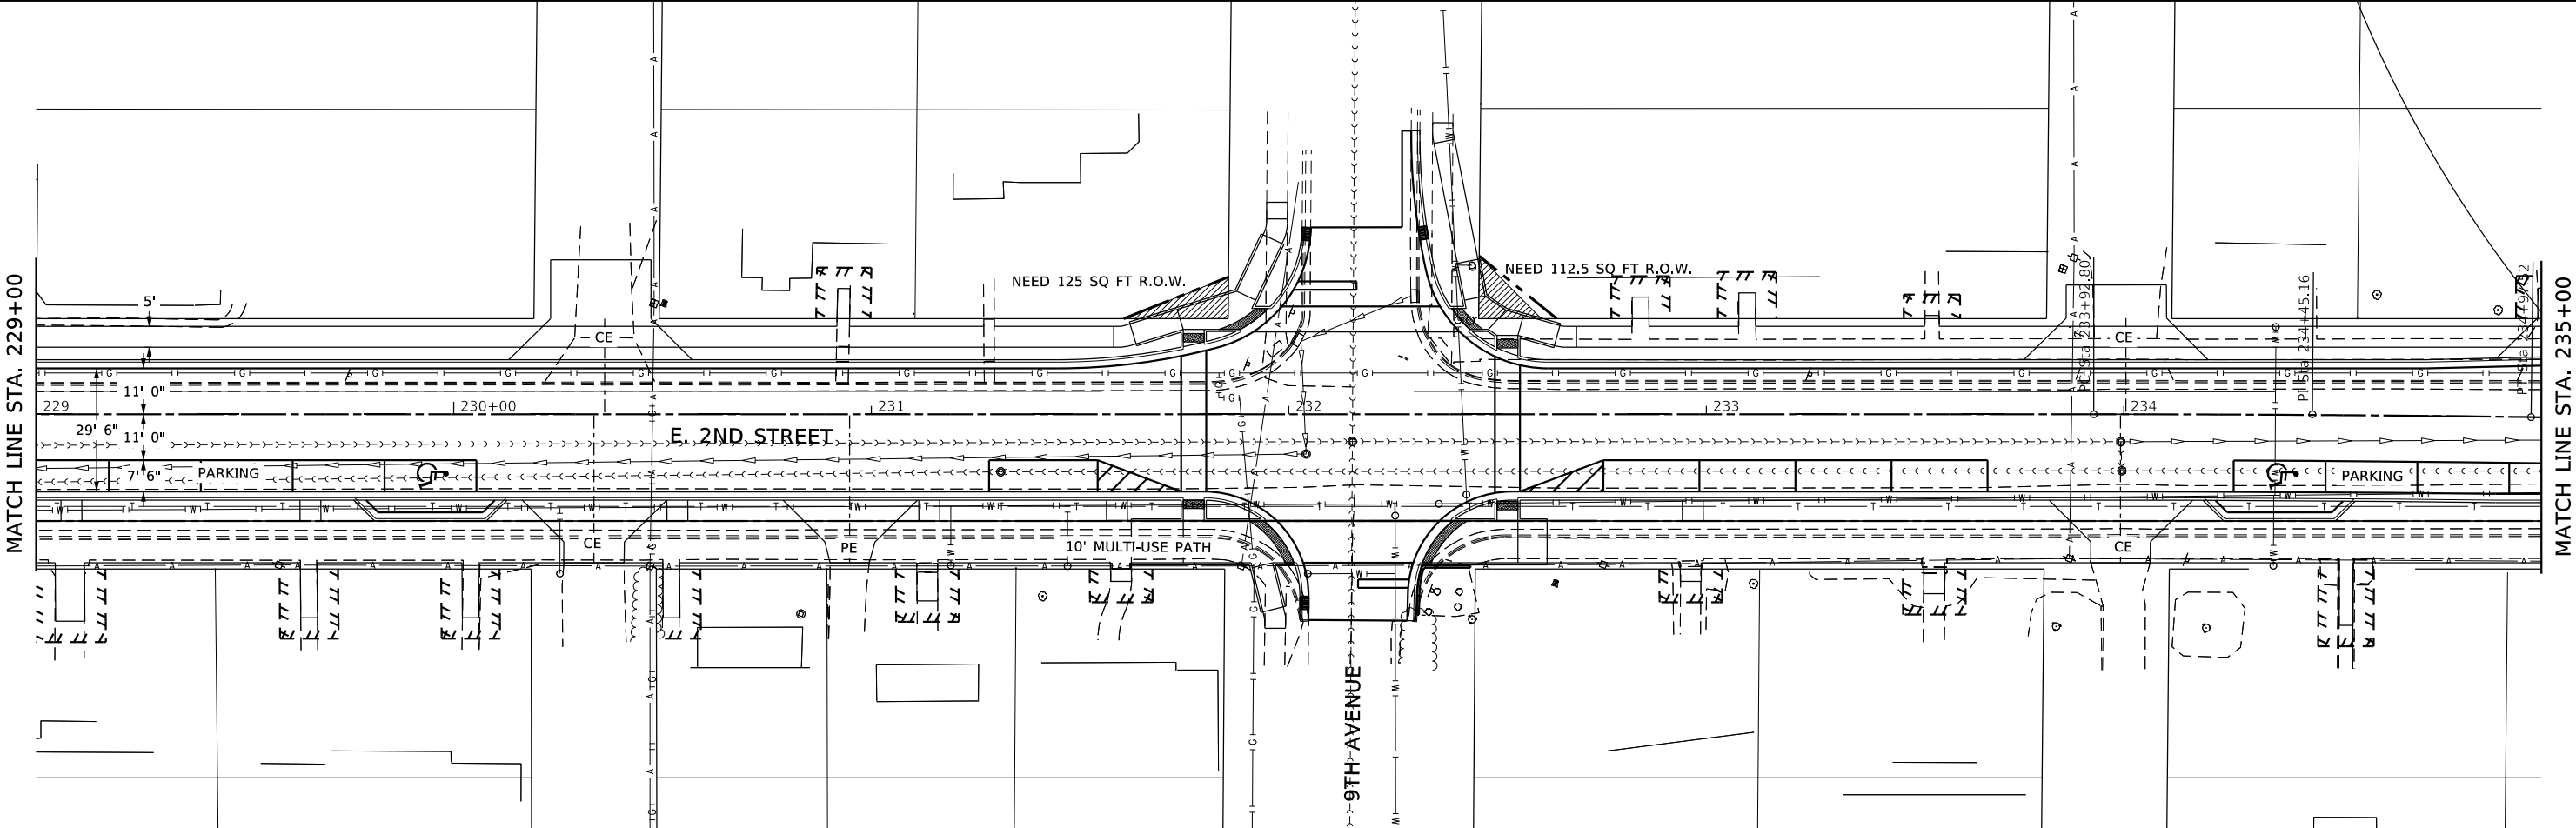 MATCH LINE STA. 229+00
MATCH LINE STA. 235+00
NEED 125 SQ FT R.O.W.
NEED 112.5 SQ FT R.O.W.
5'
CE
CE
11' 0"
229
230+00
231
232
233
234
PC Sta 233+92.80
PI Sta 234+45.16
29' 6"
11' 0"
E. 2ND STREET
7' 6"
PARKING
PARKING
CE
PE
10' MULTI-USE PATH
CE
9TH AVENUE